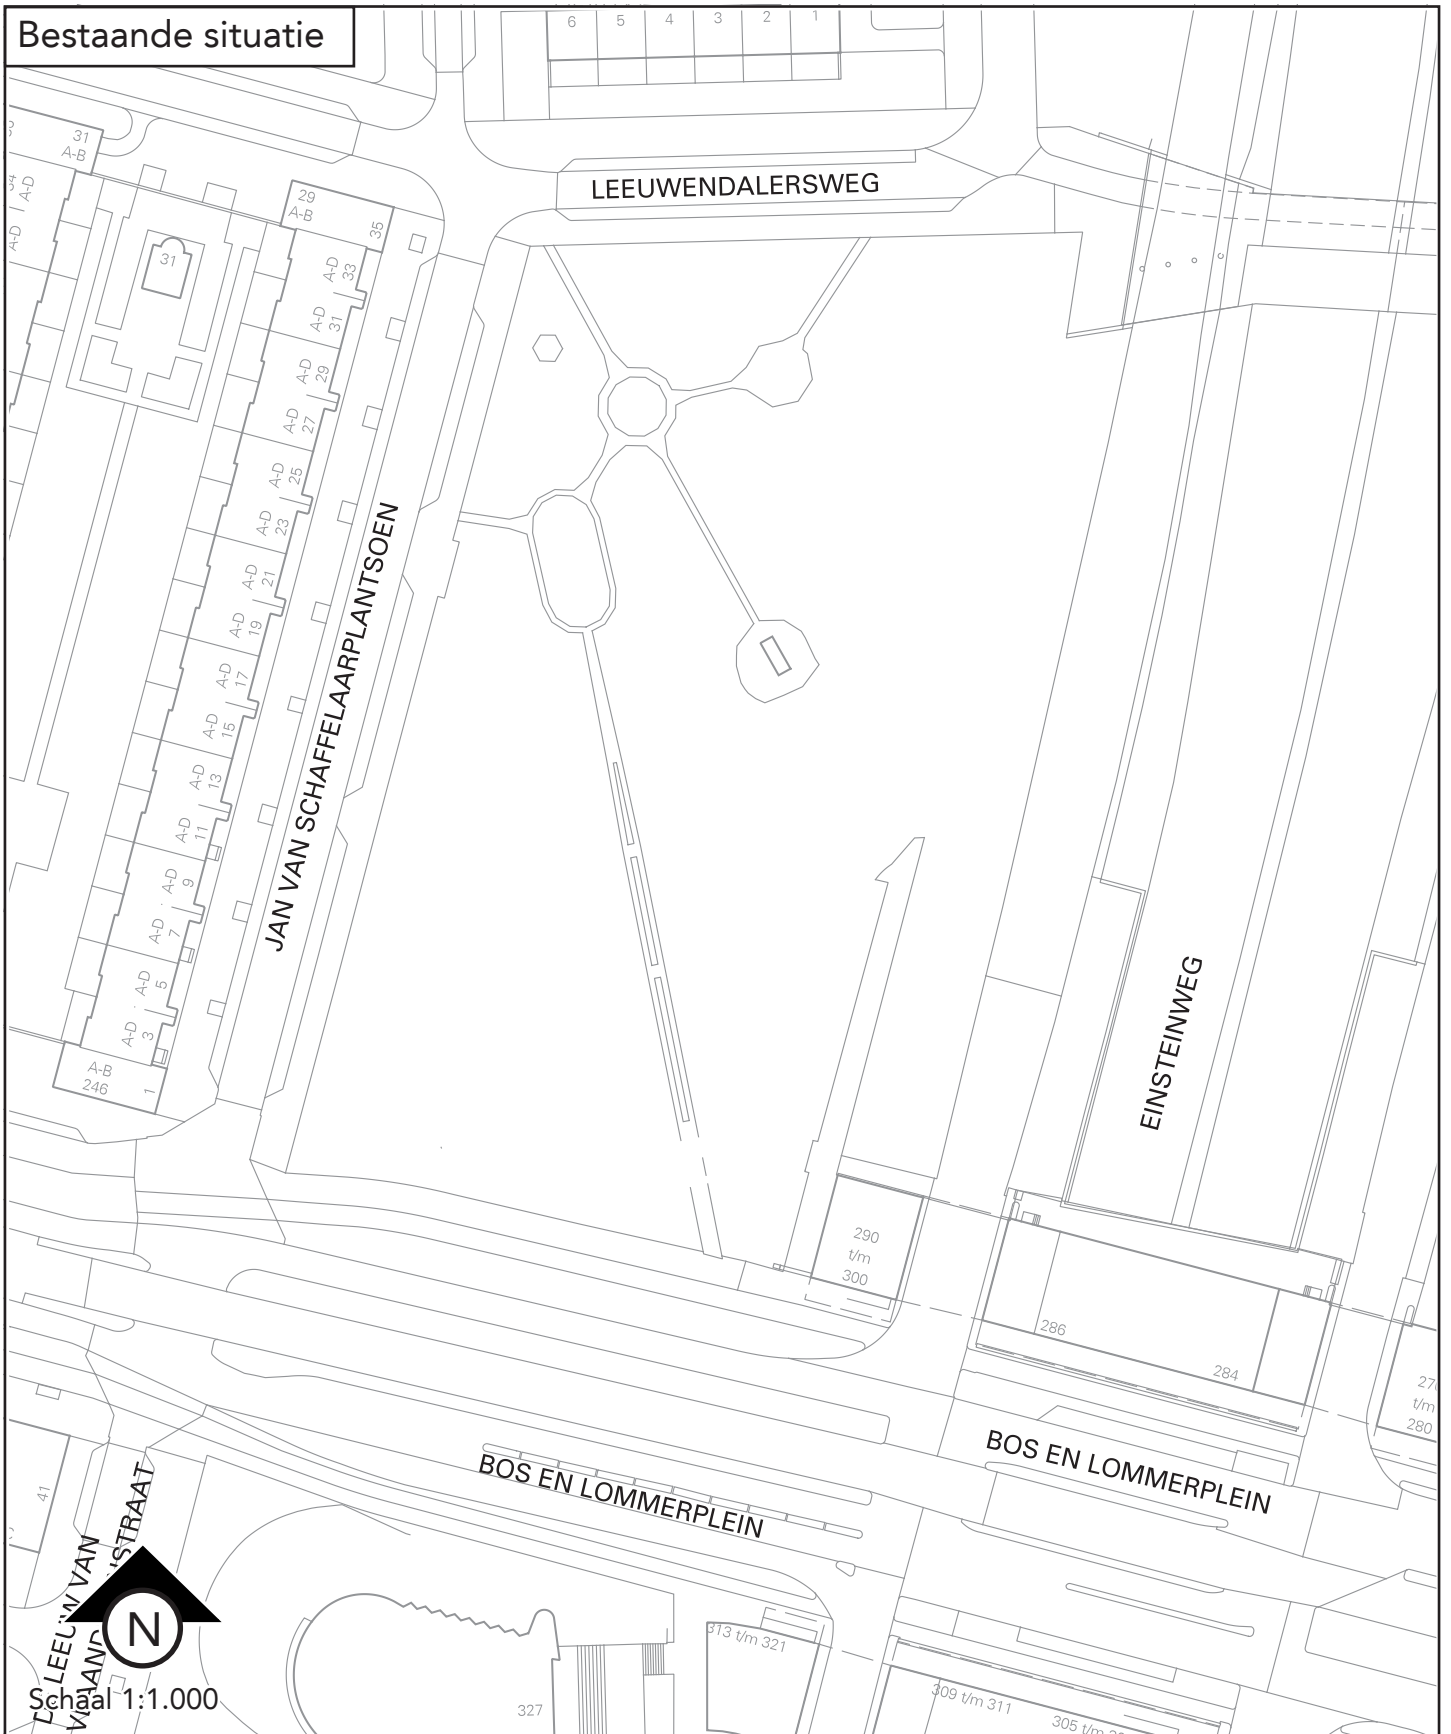 Bestaande situatie
6 5 4 3 2 1
31
A-B
A-D
A-D
29
A-B
35
31
LEEUWENDALERSWEG
A-D
33
A-D
31
A-D
29
A-D
27
A-D
25
A-D
23
A-D
21
A-D
19
A-D
17
A-D
15
A-D
13
A-D
11
A-D
9
A-D
7
A-D
5
A-D
3
A-B
246
1
JAN VAN SCHAFFELAARPLANTSOEN
EINSTEINWEG
290
t/m
300
286
284
t/m
280
BOS EN LOMMERPLEIN
BOS EN LOMMERPLEIN
41
N
Schaal 1:1.000
327
313 t/m 321
309 t/m 311